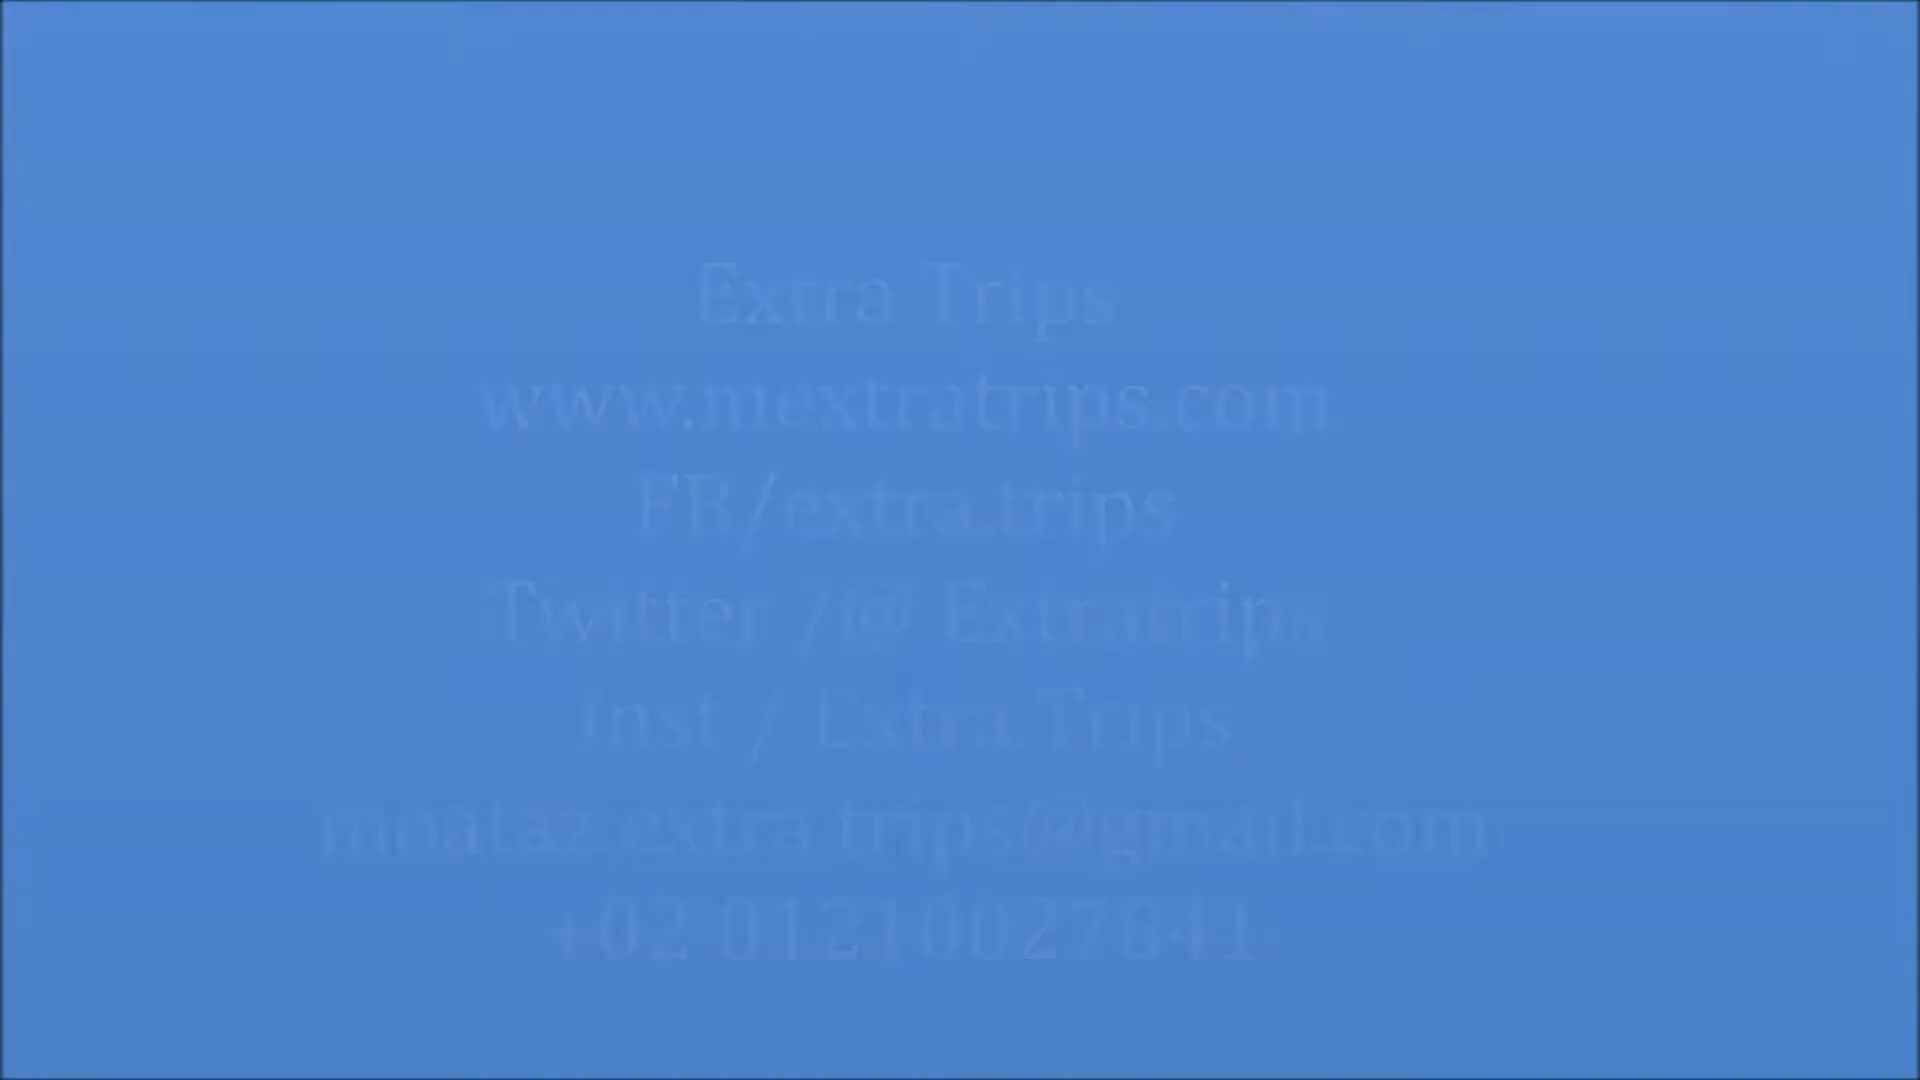 Extra Trips
www.mextratrips.com
FB/extra.trips
Twitter /@ Extratrips
Inst / Extra.Trips
moataz.extra.trips@gmail.com
+02 01210027841